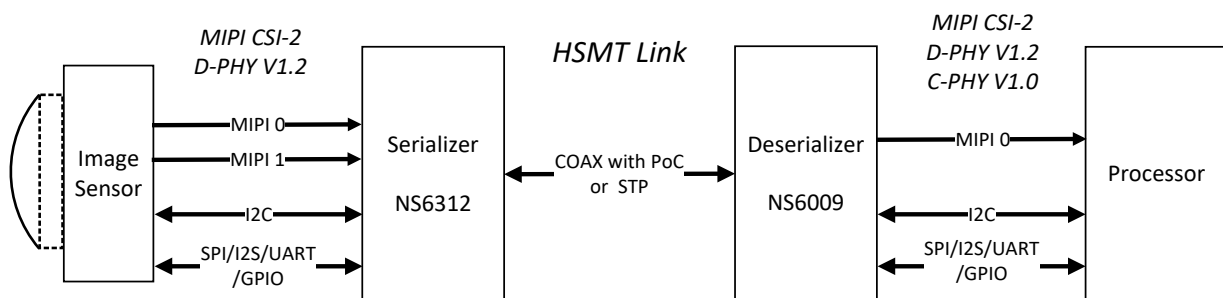 MIPI CSI-2
D-PHY V1.2
HSMT Link
MIPI CSI-2
D-PHY V1.2
C-PHY V1.0
Image
Sensor
MIPI 0
MIPI 1
I2C
SPI/I2S/UART
/GPIO
Serializer
NS6312
COAX with PoC
or STP
Deserializer
NS6009
MIPI 0
I2C
SPI/I2S/UART
/GPIO
Processor